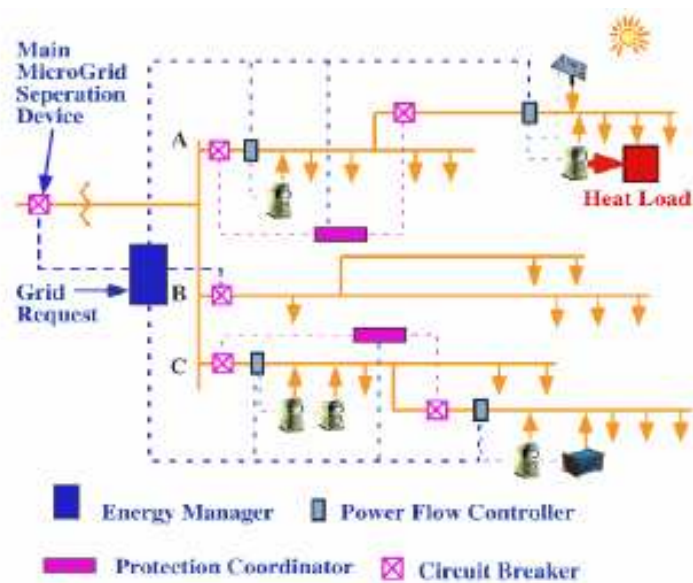 Main
MicroGrid
Seperation
Device
A
Heat Load
Grid
Request
B
C
Energy Manager
Power Flow Controller
Protection Coordinator
Circuit Breaker